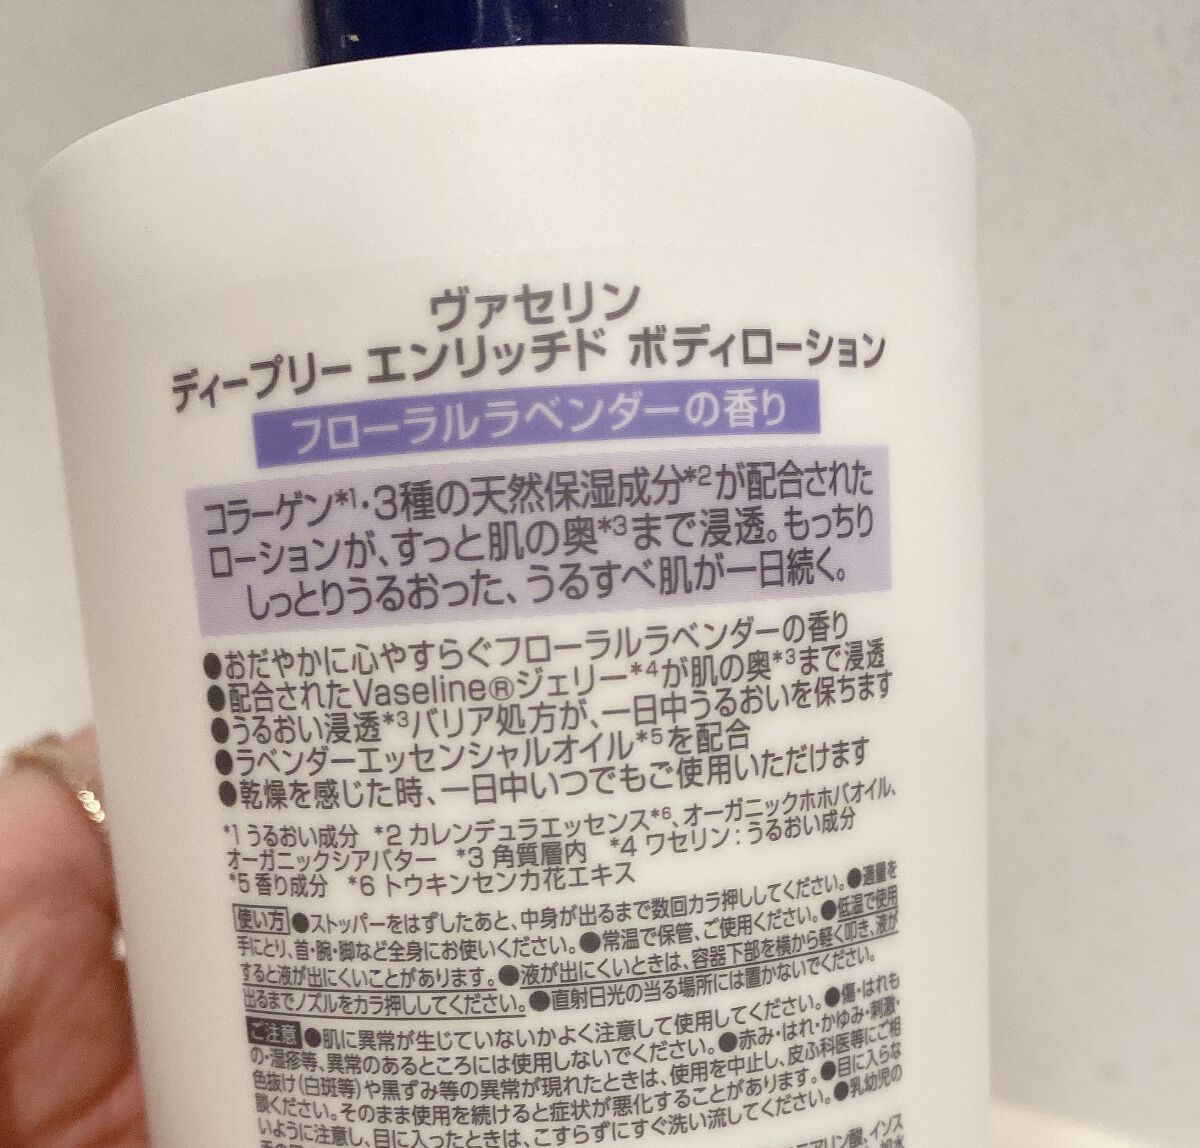 ヴァセリン
ディープリー エンリッチド ボディローション
フローラルラベンダーの香り
コラーゲン*1・3種の天然保湿成分*2が配合された
ローションが、すっと肌の奥*3まで浸透。もっちり
しっとりうるおった、うるすべ肌が一日続く。
●おだやかに心やすらぐフローラルラベンダーの香り
●配合されたVaseline®ジェリー*4が肌の奥*3まで浸透
●うるおい浸透*3バリア処方が、一日中うるおいを保ちます
●ラベンダーエッセンシャルオイル*5を配合
●乾燥を感じた時、一日中いつでもご使用いただけます
*1 うるおい成分 *2 カレンデュラエッセンス*6、オーガニックホホバオイル、
オーガニックシアバター *3 角質層内 *4 ワセリン：うるおい成分
*5 香り成分 *6 トウキンセンカ花エキス
使い方 ●ストッパーをはずしたあと、中身が出るまで数回カラ押ししてください。●適量を
手にとり、首・腕・脚など全身にお使いください。●常温で保管、ご使用ください。●低温で使用
すると液が出にくいことがあります。●液が出にくいときは、容器下部を横から軽く叩き、液が
出るまでノズルをカラ押ししてください。●直射日光の当る場所には置かないでください。
ご注意 ●肌に異常が生じていないかよく注意して使用してください。●傷・はれも
の・湿疹等、異常のあるところには使用しないでください。●赤み・はれ・かゆみ・刺激・
色抜け(白斑等)や黒ずみ等の異常が現れたときは、使用を中止し、皮ふ科医等にご相
談ください。そのまま使用を続けると症状が悪化することがあります。●目に入らな
いように注意し、目に入ったときは、こすらずにすぐ洗い流してください。●乳幼児の